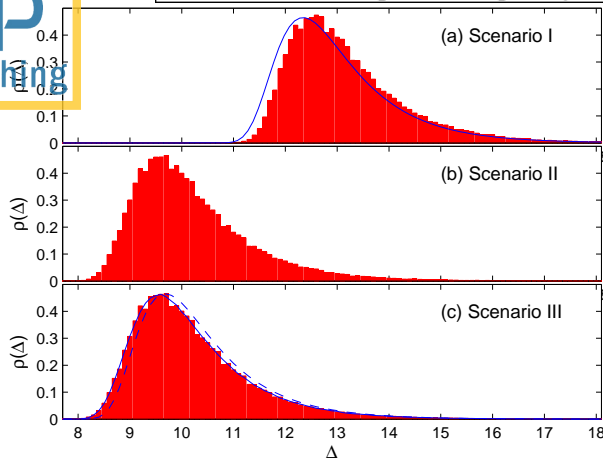 P
hing
(a) Scenario I
ρ(Δ)
0.4
0.3
0.2
0.1
0
(b) Scenario II
ρ(Δ)
0.4
0.3
0.2
0.1
0
(c) Scenario III
ρ(Δ)
0.4
0.3
0.2
0.1
0
8 9 10 11 12 13 14 15 16 17 18
Δ